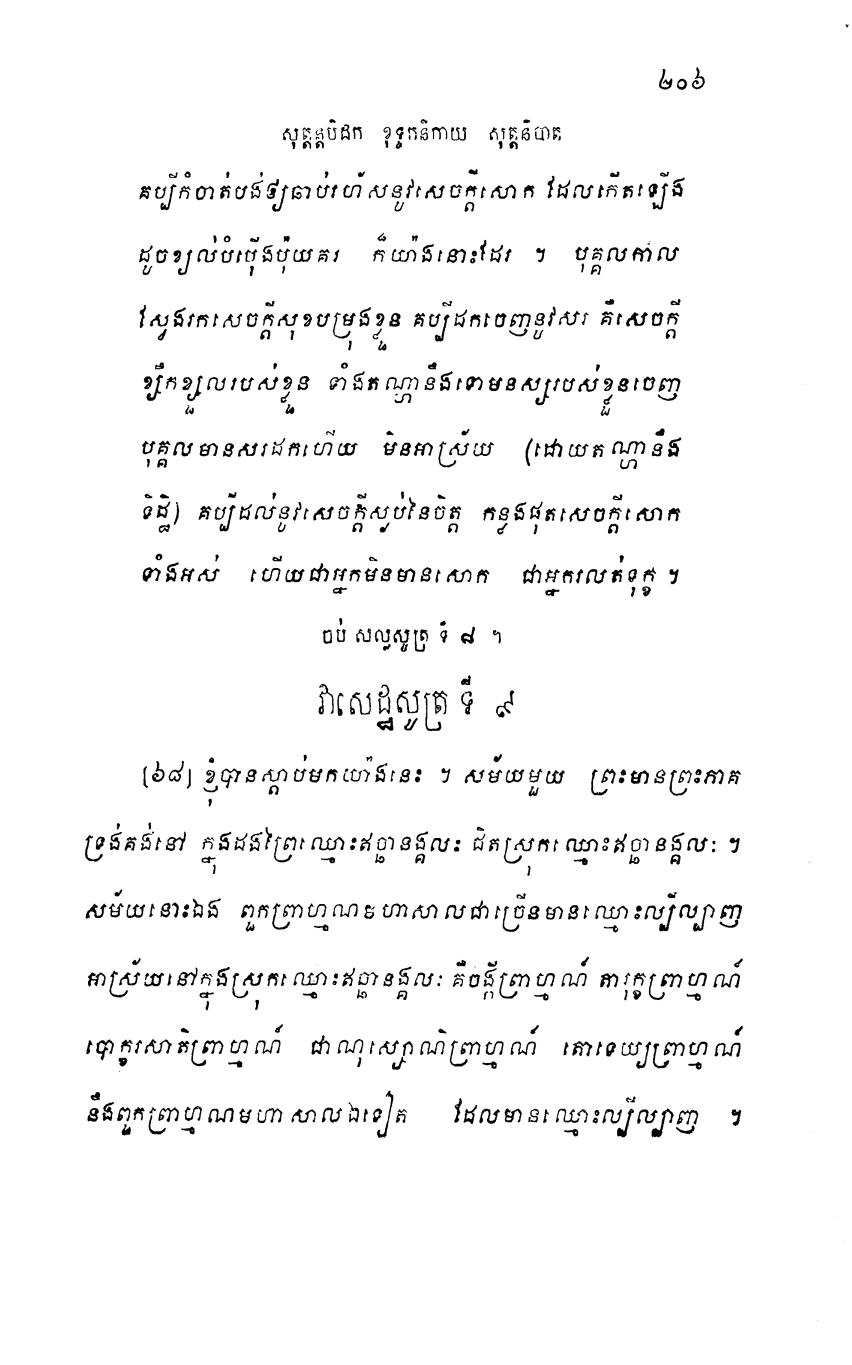 ២០៦
សុត្តន្តបិដក ខុទ្ទកនិកាយ សុត្តនិបាត
គប្បីកំចាត់បង់ឲ្យឆាប់រហ័សនូវសេចក្តីសោក ដែលកើតឡើង
ដូចខ្យល់បំប៉ើងប៉ុយគរ ក៏យ៉ាងនោះដែរ ។ បុគ្គលកាល
ស្វែងរកសេចក្តីសុខបម្រុងខ្លួន គប្បីដកចេញនូវសរ គឺសេចក្តី
ខ្សឹកខ្សួលរបស់ខ្លួន ទាំងតណ្ហានឹងទោមនស្សរបស់ខ្លួនចេញ
បុគ្គលមានសរដកហើយ មិនអាស្រ័យ (ដោយតណ្ហានឹង
ទិដ្ឋិ) គប្បីដល់នូវសេចក្តីស្ងប់នៃចិត្ត កន្លងផុតសេចក្តីសោក
ទាំងអស់ ហើយជាអ្នកមិនមានសោក ជាអ្នករលត់ទុក្ខ ។
ចប់ សល្លសូត្រ ទី ៨ ។
វាសេដ្ឋសូត្រ ទី ៩
[៦៨] ខ្ញុំបានស្តាប់មកយ៉ាងនេះ ។ សម័យមួយ ព្រះមានព្រះភាគ
ទ្រង់គង់នៅ ក្នុងដងព្រៃឈ្មោះឥច្ឆានង្គលៈ ជិតស្រុកឈ្មោះឥច្ឆានង្គលៈ ។
សម័យនោះឯង ពួកព្រាហ្មណមហាសាលជាច្រើនមានឈ្មោះល្បីល្បាញ
អាស្រ័យនៅក្នុងស្រុកឈ្មោះឥច្ឆានង្គលៈ គឺចង្កីព្រាហ្មណ៍ តារុក្ខព្រាហ្មណ៍
បោក្ខរសាតិព្រាហ្មណ៍ ជាណុស្សោណិព្រាហ្មណ៍ តោទេយ្យព្រាហ្មណ៍
នឹងពួកព្រាហ្មណមហាសាលឯទៀត ដែលមានឈ្មោះល្បីល្បាញ ។